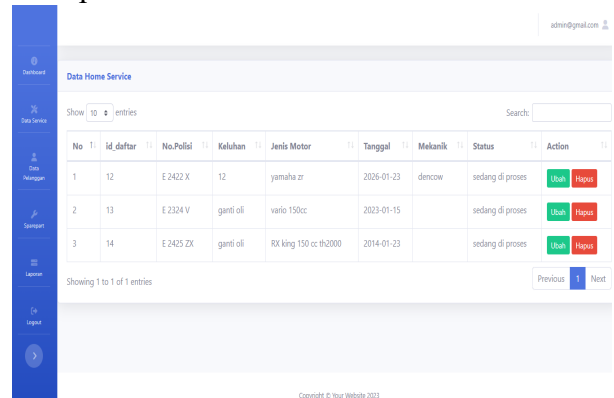 admin@gmail.com
Dashboard
Data Service
Data
Pelanggan
Sparepart
Laporan
Logout
Data Home Service
Show 10 entries
Search:
No id_daftar No.Polisi Keluhan Jenis Motor Tanggal Mekanik Status Action
1 12 E 2422 X 12 yamaha zr 2026-01-23 dencow sedang di proses Ubah Hapus
2 13 E 2324 V ganti oli vario 150cc 2023-01-15 sedang di proses Ubah Hapus
3 14 E 2425 ZX ganti oli RX king 150 cc th2000 2014-01-23 sedang di proses Ubah Hapus
Showing 1 to 1 of 1 entries
Previous 1 Next
Copyright © Your Website 2023